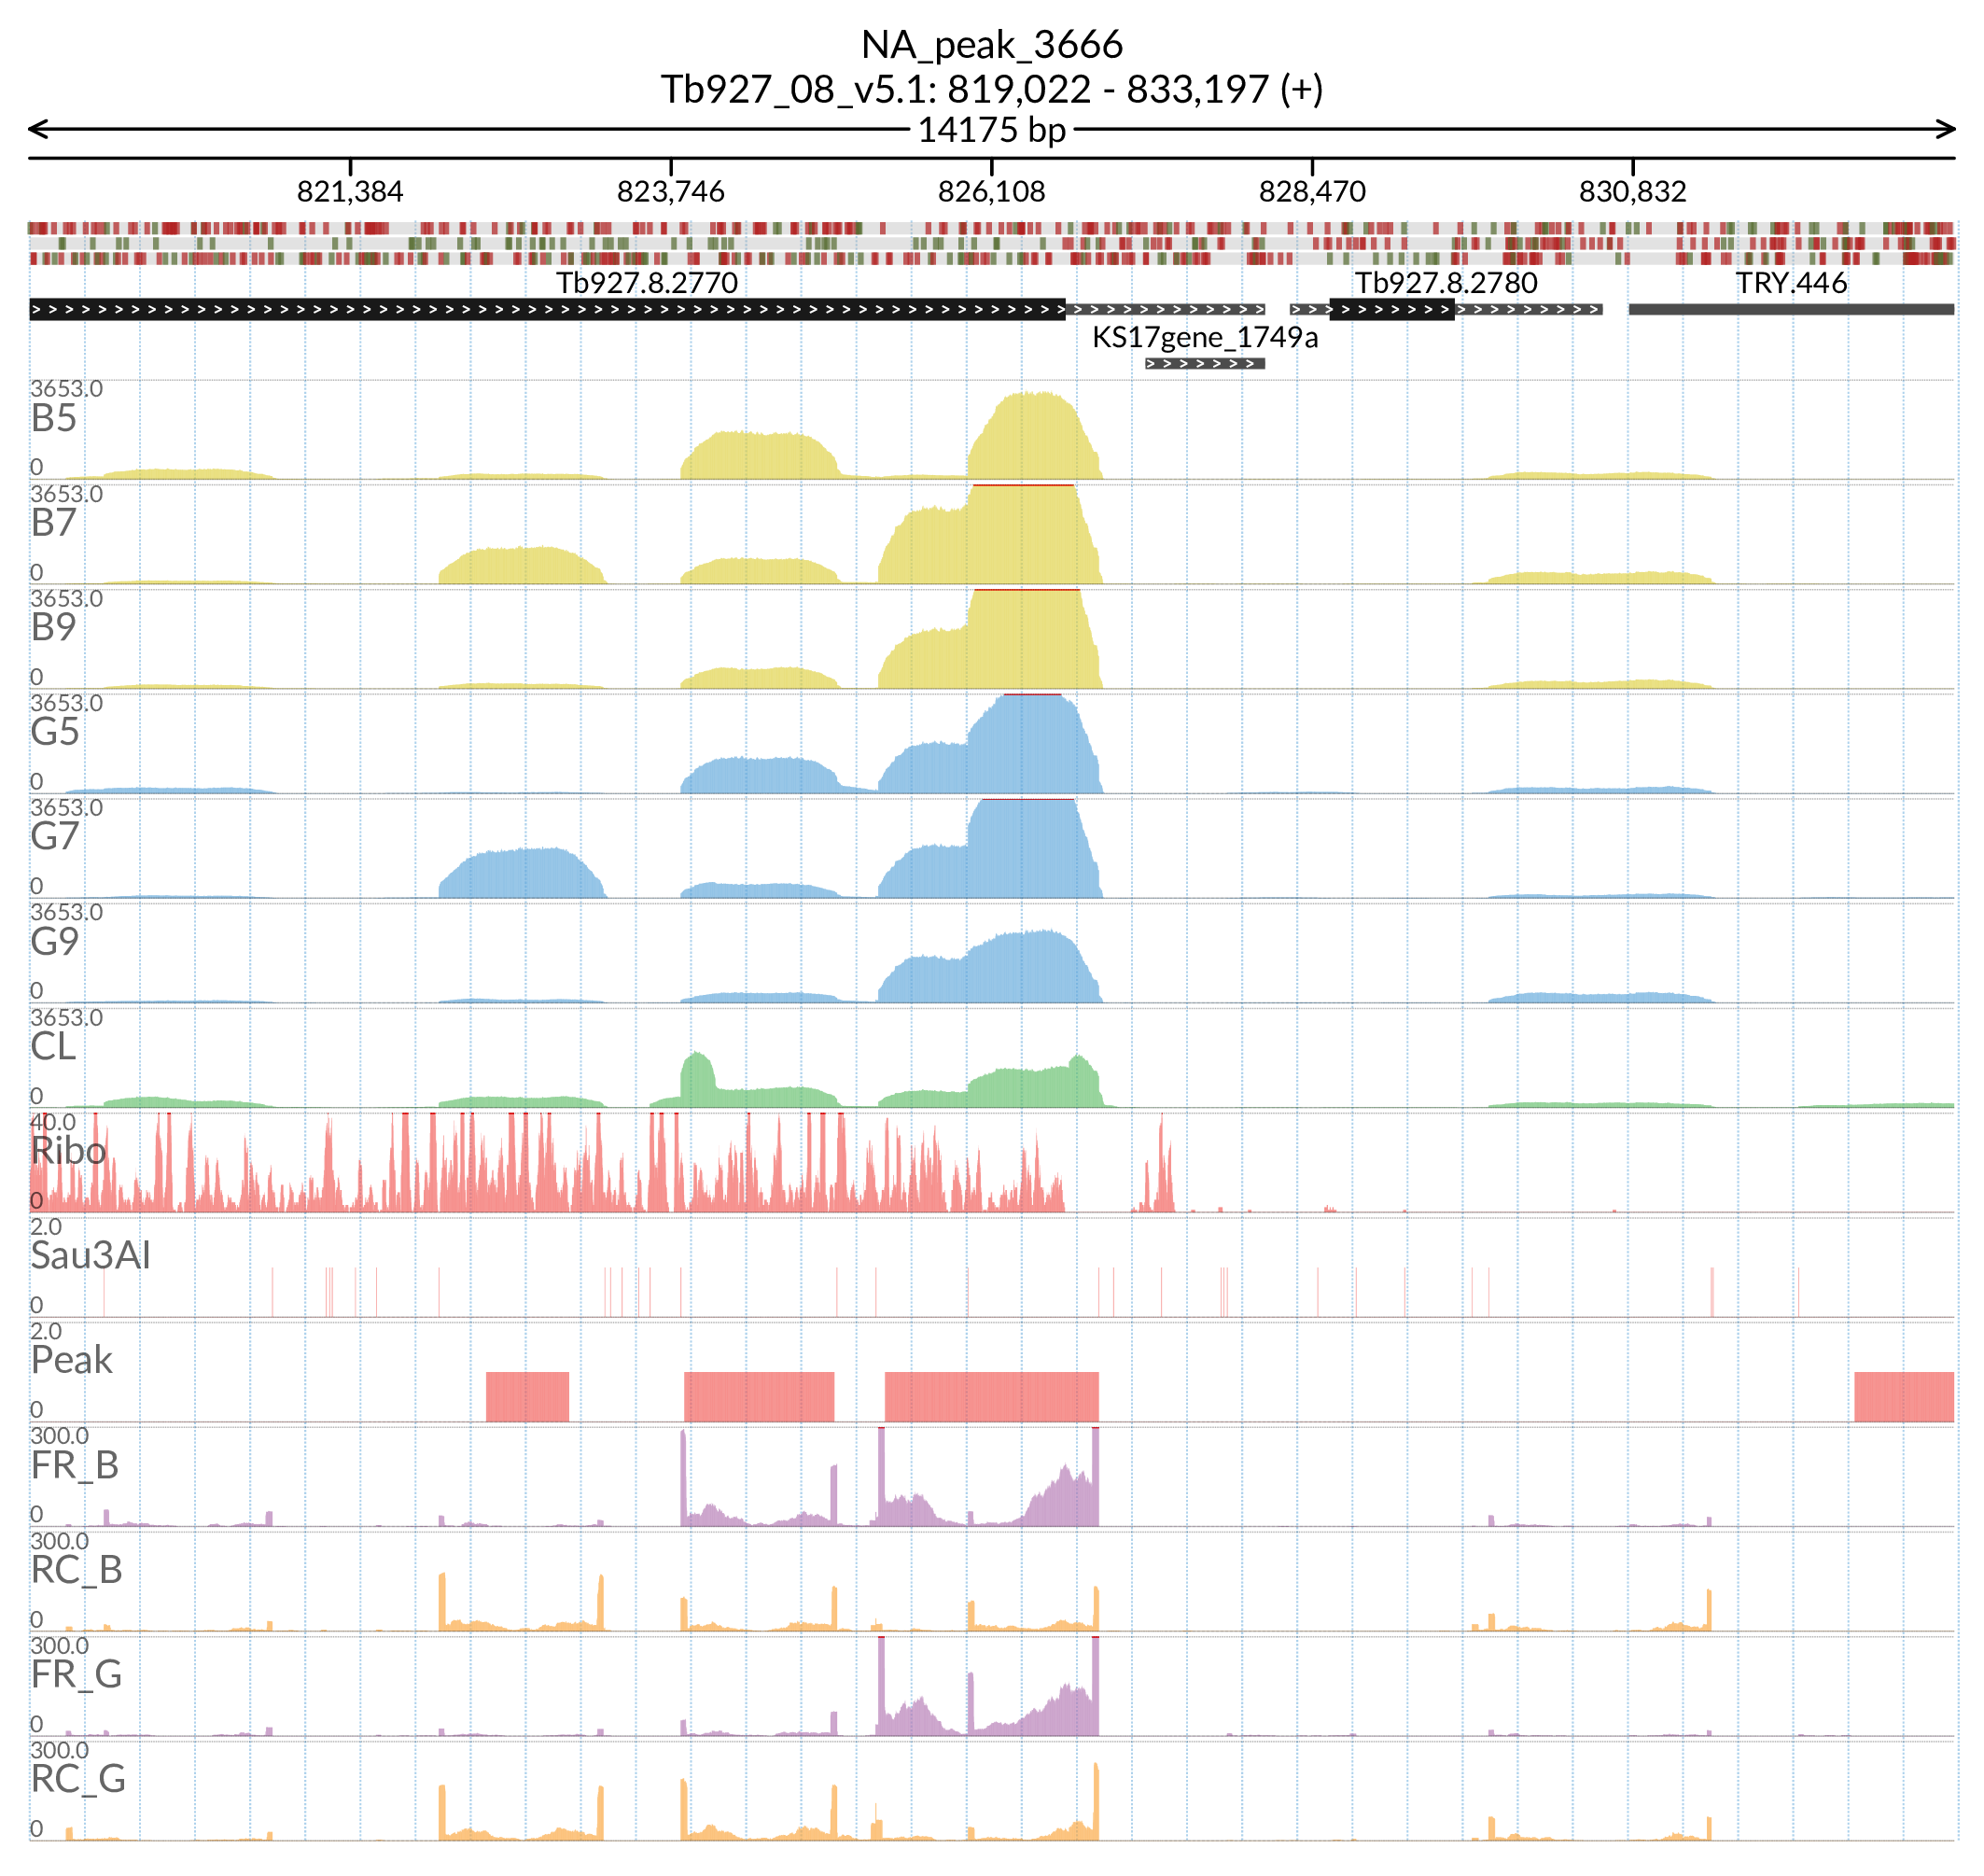 NA_peak_3666
Tb927_08_v5.1: 819,022 - 833,197 (+)
14175 bp
821,384 823,746 826,108 828,470 830,832
Tb927.8.2770 Tb927.8.2780 TRY.446
KS17gene_1749a
3653.0
B5
0
3653.0
B7
0
3653.0
B9
0
3653.0
G5
0
3653.0
G7
0
3653.0
G9
0
3653.0
CL
0
40.0
Ribo
0
2.0
Sau3AI
0
2.0
Peak
0
300.0
FR_B
0
300.0
RC_B
0
300.0
FR_G
0
300.0
RC_G
0